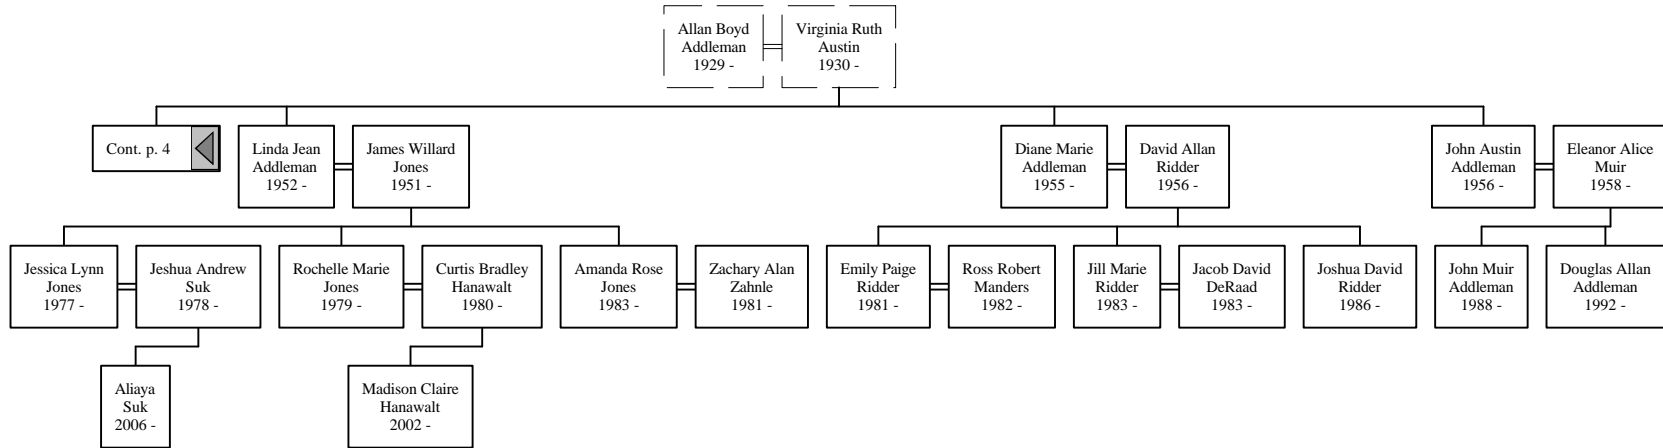 Allan Boyd
Addleman
1929 -
Virginia Ruth
Austin
1930 -
Cont. p. 4
Linda Jean
Addleman
1952 -
James Willard
Jones
1951 -
Diane Marie
Addleman
1955 -
David Allan
Ridder
1956 -
John Austin
Addleman
1956 -
Eleanor Alice
Muir
1958 -
Jessica Lynn
Jones
1977 -
Jeshua Andrew
Suk
1978 -
Rochelle Marie
Jones
1979 -
Curtis Bradley
Hanawalt
1980 -
Amanda Rose
Jones
1983 -
Zachary Alan
Zahnle
1981 -
Emily Paige
Ridder
1981 -
Ross Robert
Manders
1982 -
Jill Marie
Ridder
1983 -
Jacob David
DeRaad
1983 -
Joshua David
Ridder
1986 -
John Muir
Addleman
1988 -
Douglas Allan
Addleman
1992 -
Aliaya
Suk
2006 -
Madison Claire
Hanawalt
2002 -